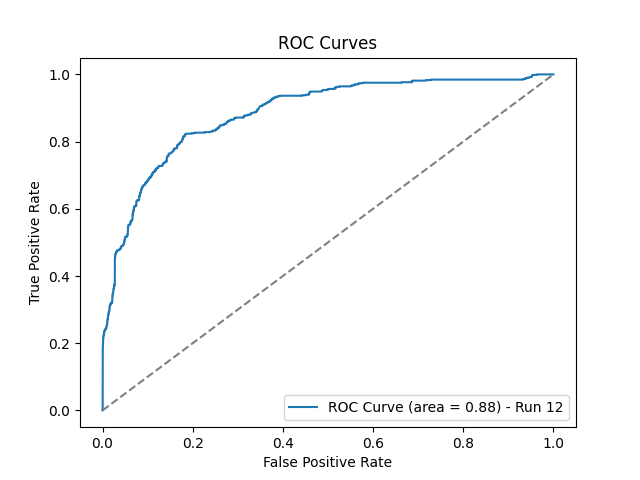 ROC Curves
True Positive Rate
1.0
0.8
0.6
0.4
0.2
0.0
ROC Curve (area = 0.88) - Run 12
0.0 0.2 0.4 0.6 0.8 1.0
False Positive Rate